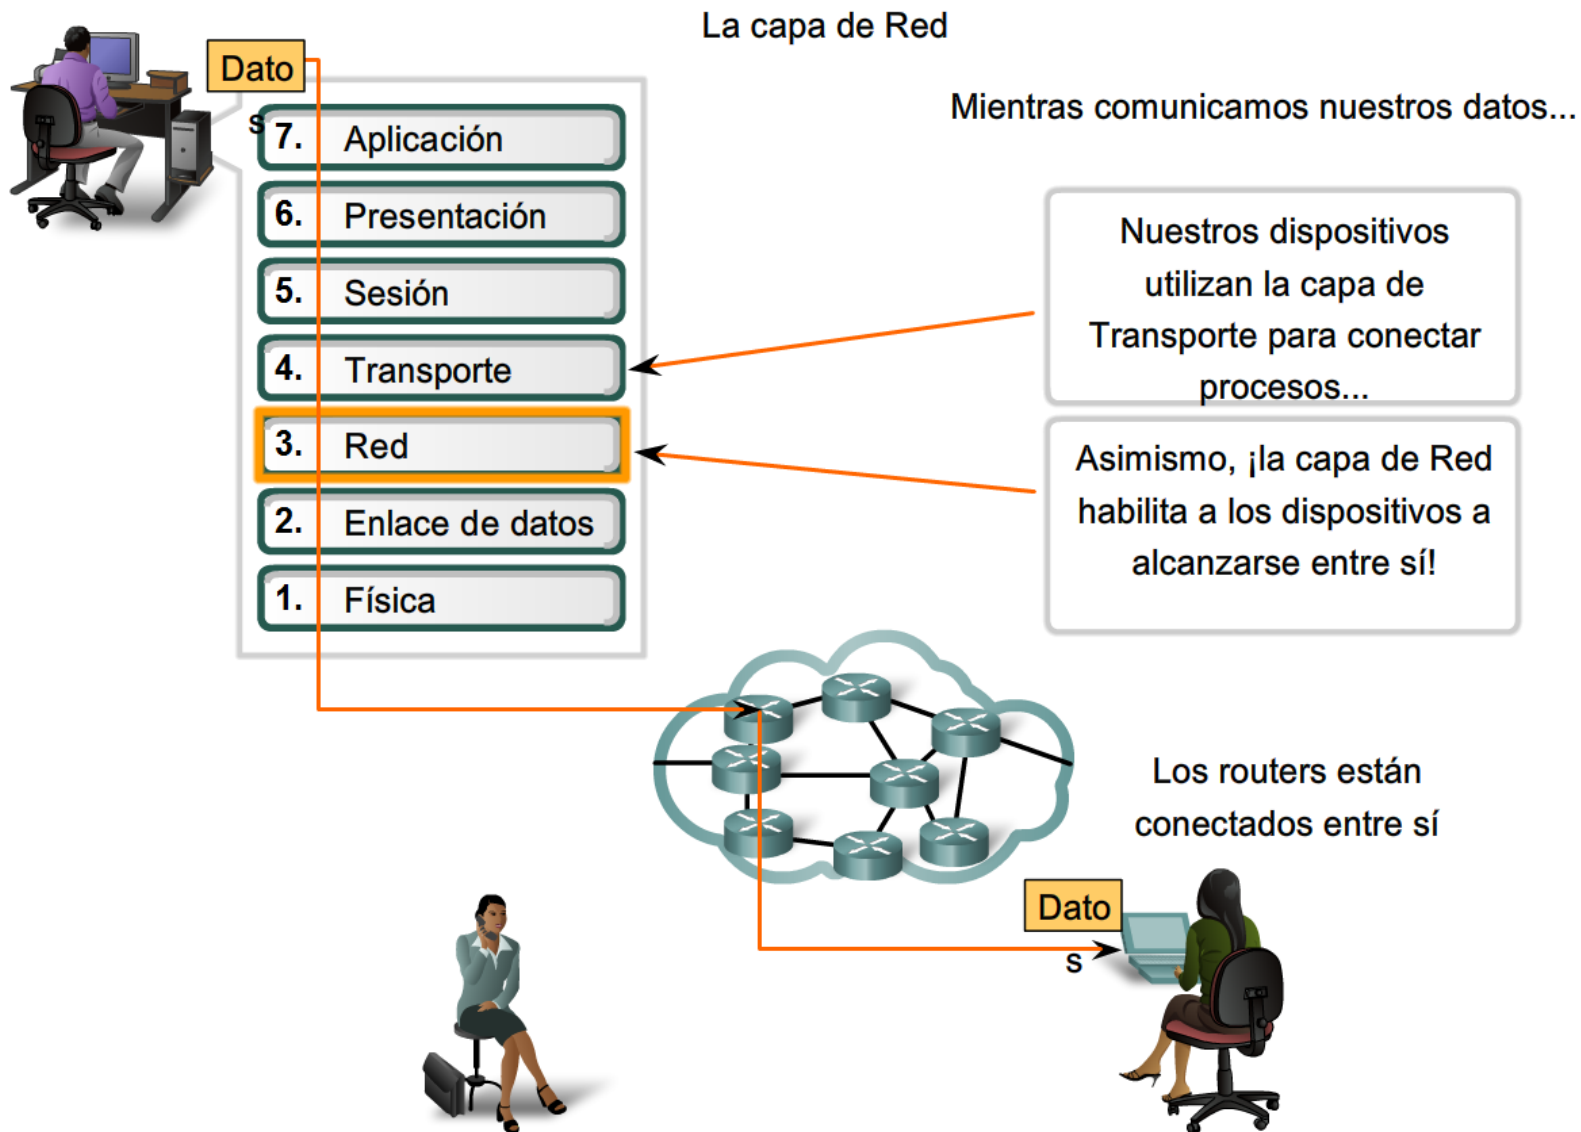 La capa de Red
Dato
s
Mientras comunicamos nuestros datos...
7. Aplicación
6. Presentación
5. Sesión
4. Transporte
3. Red
2. Enlace de datos
1. Física
Nuestros dispositivos
utilizan la capa de
Transporte para conectar
procesos...
Asimismo, ¡la capa de Red
habilita a los dispositivos a
alcanzarse entre sí!
Los routers están
conectados entre sí
Dato
s